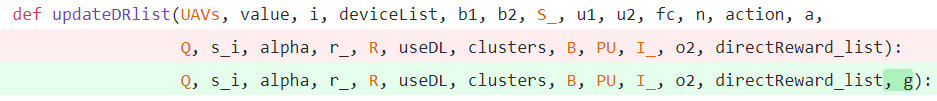 def updateDRlist(UAVs, value, i, deviceList, b1, b2, S_, u1, u2, fc, n, action, a,
Q, s_i, alpha, r_, R, useDL, clusters, B, PU, I_, o2, directReward_list):
Q, s_i, alpha, r_, R, useDL, clusters, B, PU, I_, o2, directReward_list, g):